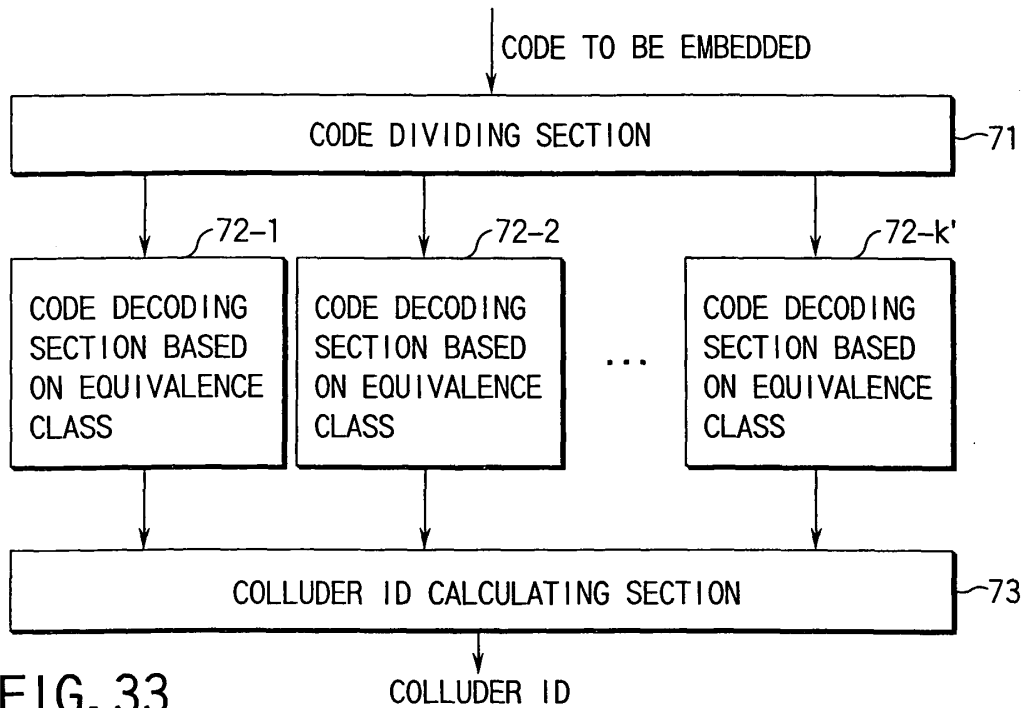 CODE TO BE EMBEDDED
CODE DIVIDING SECTION
71
72-1
72-2
72-k'
CODE DECODING
SECTION BASED
ON EQUIVALENCE
CLASS
CODE DECODING
SECTION BASED
ON EQUIVALENCE
CLASS
...
CODE DECODING
SECTION BASED
ON EQUIVALENCE
CLASS
COLLUDER ID CALCULATING SECTION
73
FIG. 33
COLLUDER ID